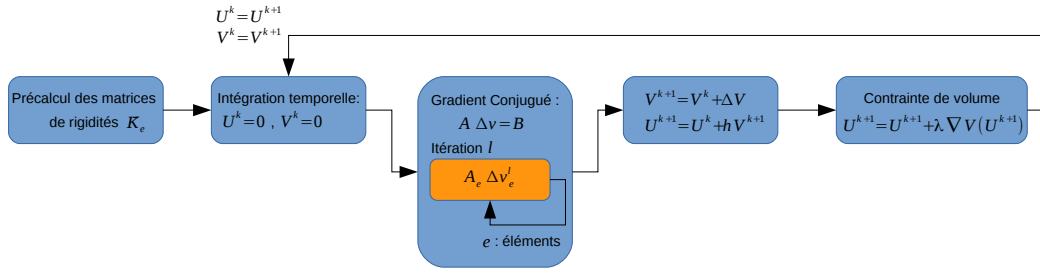 U^k = U^{k+1}
V^k = V^{k+1}
Précalcul des matrices
de rigidités K_e
Intégration temporelle:
U^k = 0 , V^k = 0
Gradient Conjugué :
A Δv = B
Itération l
A_e Δv_e^l
e : éléments
V^{k+1} = V^k + ΔV
U^{k+1} = U^k + hV^{k+1}
Contrainte de volume
U^{k+1} = U^{k+1} + λ∇V(U^{k+1})